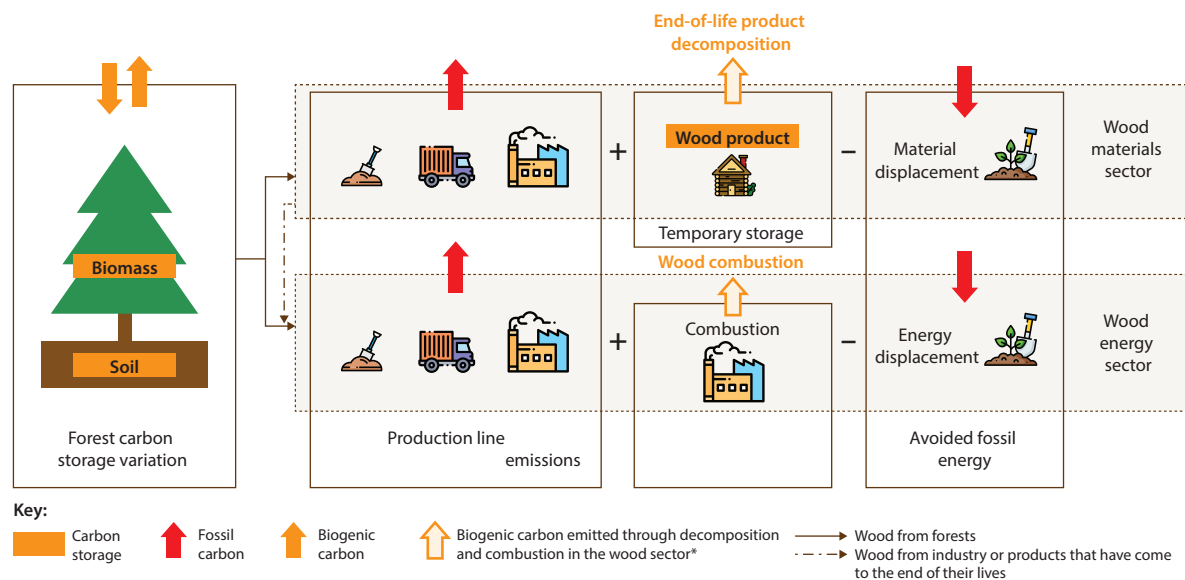 End-of-life product
decomposition
Wood product
Material
displacement
Wood
materials
sector
Temporary storage
Biomass
Wood combustion
Combustion
Energy
displacement
Wood
energy
sector
Soil
Forest carbon
storage variation
Production line
emissions
Avoided fossil
energy
Key:
Carbon
storage
Fossil
carbon
Biogenic
carbon
Biogenic carbon emitted through decomposition
and combustion in the wood sector*
Wood from forests
Wood from industry or products that have come
to the end of their lives